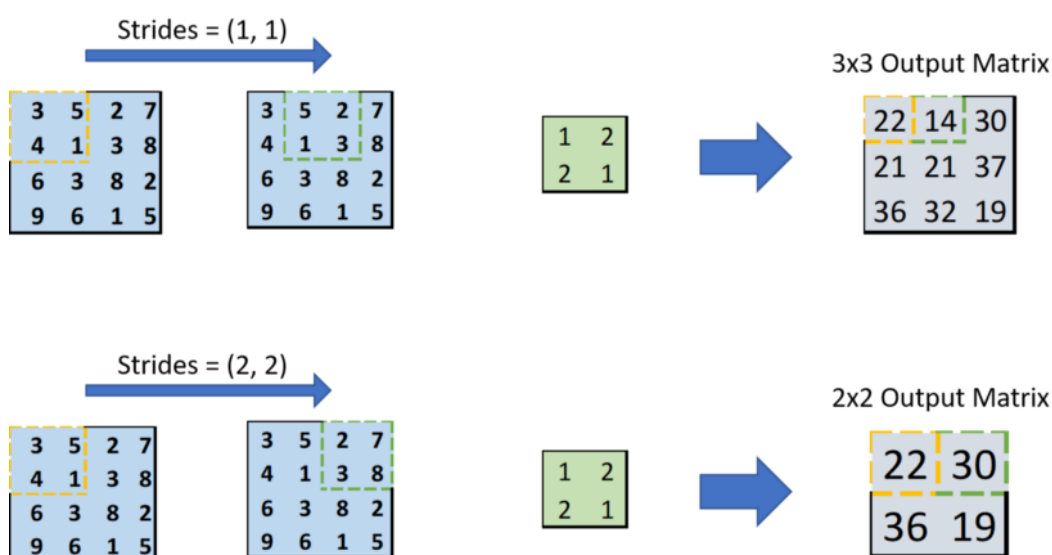 Strides = (1, 1)
3x3 Output Matrix
3 5 2 7
4 1 3 8
6 3 8 2
9 6 1 5
3 5 2 7
4 1 3 8
6 3 8 2
9 6 1 5
1 2
2 1
22 14 30
21 21 37
36 32 19
Strides = (2, 2)
2x2 Output Matrix
3 5 2 7
4 1 3 8
6 3 8 2
9 6 1 5
3 5 2 7
4 1 3 8
6 3 8 2
9 6 1 5
1 2
2 1
22 30
36 19